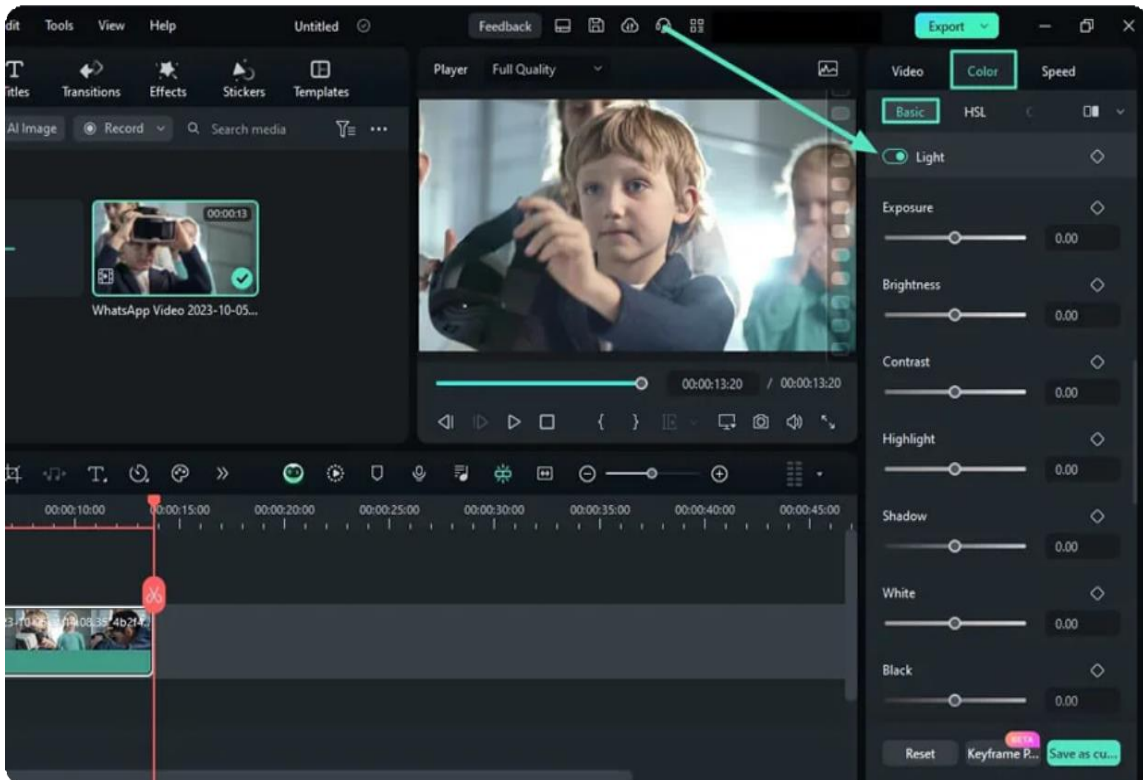 dit Tools View Help Untitled Feedback Export
Titles Transitions Effects Stickers Templates
AI Image Record Search media
00:00:13
WhatsApp Video 2023-10-05...
Player Full Quality
00:00:13:20 / 00:00:13:20
Video Color Speed
Basic HSL
Light
Exposure
0.00
Brightness
0.00
Contrast
0.00
Highlight
0.00
Shadow
0.00
White
0.00
Black
0.00
BETA
Reset Keyframe P... Save as cu...
00:00:10:00 00:00:15:00 00:00:20:00 00:00:25:00 00:00:30:00 00:00:35:00 00:00:40:00 00:00:45:00